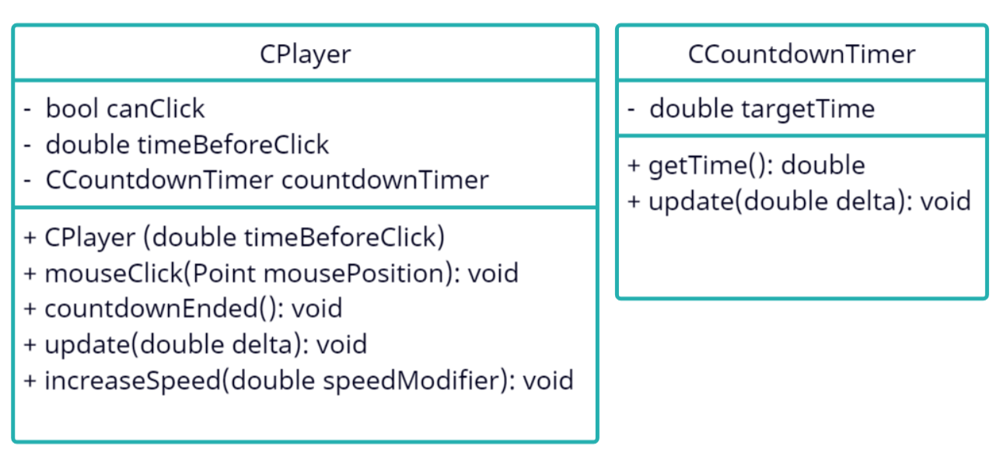 CPlayer
- bool canClick
- double timeBeforeClick
- CCountdownTimer countdownTimer
+ CPlayer (double timeBeforeClick)
+ mouseClick(Point mousePosition): void
+ countdownEnded(): void
+ update(double delta): void
+ increaseSpeed(double speedModifier): void
CCountdownTimer
- double targetTime
+ getTime(): double
+ update(double delta): void